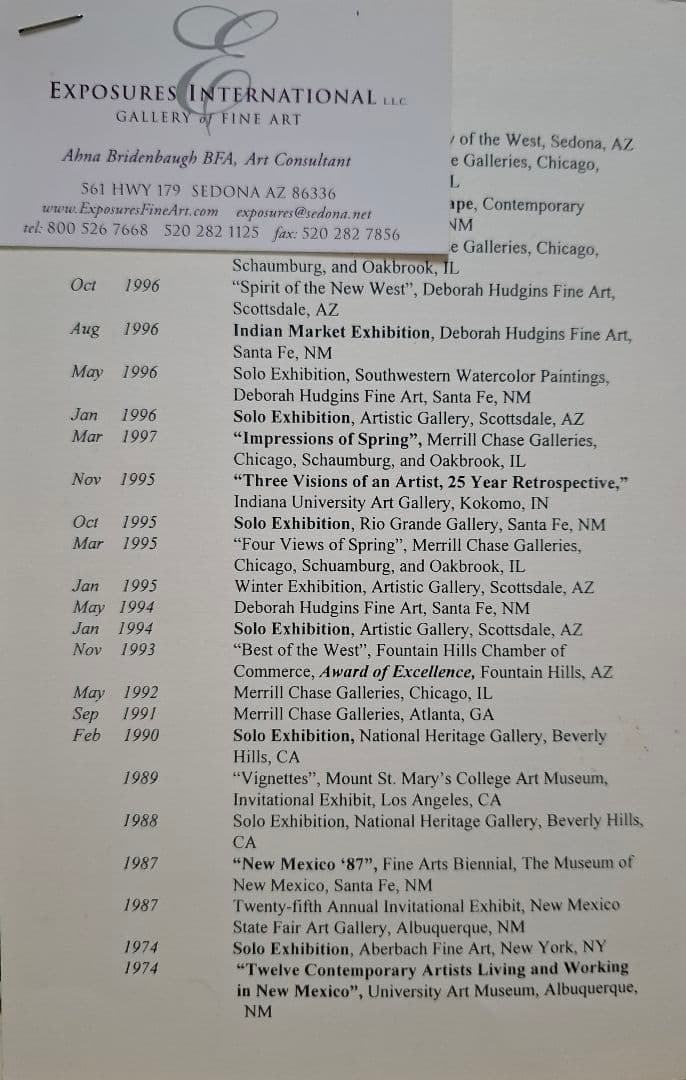 E
EXPOSURES INTERNATIONAL LLC
GALLERY of FINE ART
Ahna Bridenbaugh BFA, Art Consultant
561 HWY 179 SEDONA AZ 86336
www.ExposuresFineArt.com exposures@sedona.net
tel: 800 526 7668 520 282 1125 fax: 520 282 7856
of the West, Sedona, AZ
e Galleries, Chicago,
L
ape, Contemporary
NM
e Galleries, Chicago,
Schaumburg, and Oakbrook, IL
Oct 1996 “Spirit of the New West”, Deborah Hudgins Fine Art,
Scottsdale, AZ
Aug 1996 Indian Market Exhibition, Deborah Hudgins Fine Art,
Santa Fe, NM
May 1996 Solo Exhibition, Southwestern Watercolor Paintings,
Deborah Hudgins Fine Art, Santa Fe, NM
Jan 1996 Solo Exhibition, Artistic Gallery, Scottsdale, AZ
Mar 1997 “Impressions of Spring”, Merrill Chase Galleries,
Chicago, Schaumburg, and Oakbrook, IL
Nov 1995 “Three Visions of an Artist, 25 Year Retrospective,”
Indiana University Art Gallery, Kokomo, IN
Oct 1995 Solo Exhibition, Rio Grande Gallery, Santa Fe, NM
Mar 1995 “Four Views of Spring”, Merrill Chase Galleries,
Chicago, Schuamburg, and Oakbrook, IL
Jan 1995 Winter Exhibition, Artistic Gallery, Scottsdale, AZ
May 1994 Deborah Hudgins Fine Art, Santa Fe, NM
Jan 1994 Solo Exhibition, Artistic Gallery, Scottsdale, AZ
Nov 1993 “Best of the West”, Fountain Hills Chamber of
Commerce, Award of Excellence, Fountain Hills, AZ
May 1992 Merrill Chase Galleries, Chicago, IL
Sep 1991 Merrill Chase Galleries, Atlanta, GA
Feb 1990 Solo Exhibition, National Heritage Gallery, Beverly
Hills, CA
1989 “Vignettes”, Mount St. Mary’s College Art Museum,
Invitational Exhibit, Los Angeles, CA
1988 Solo Exhibition, National Heritage Gallery, Beverly Hills,
CA
1987 “New Mexico ‘87”, Fine Arts Biennial, The Museum of
New Mexico, Santa Fe, NM
1987 Twenty-fifth Annual Invitational Exhibit, New Mexico
State Fair Art Gallery, Albuquerque, NM
1974 Solo Exhibition, Aberbach Fine Art, New York, NY
1974 “Twelve Contemporary Artists Living and Working
in New Mexico”, University Art Museum, Albuquerque,
NM